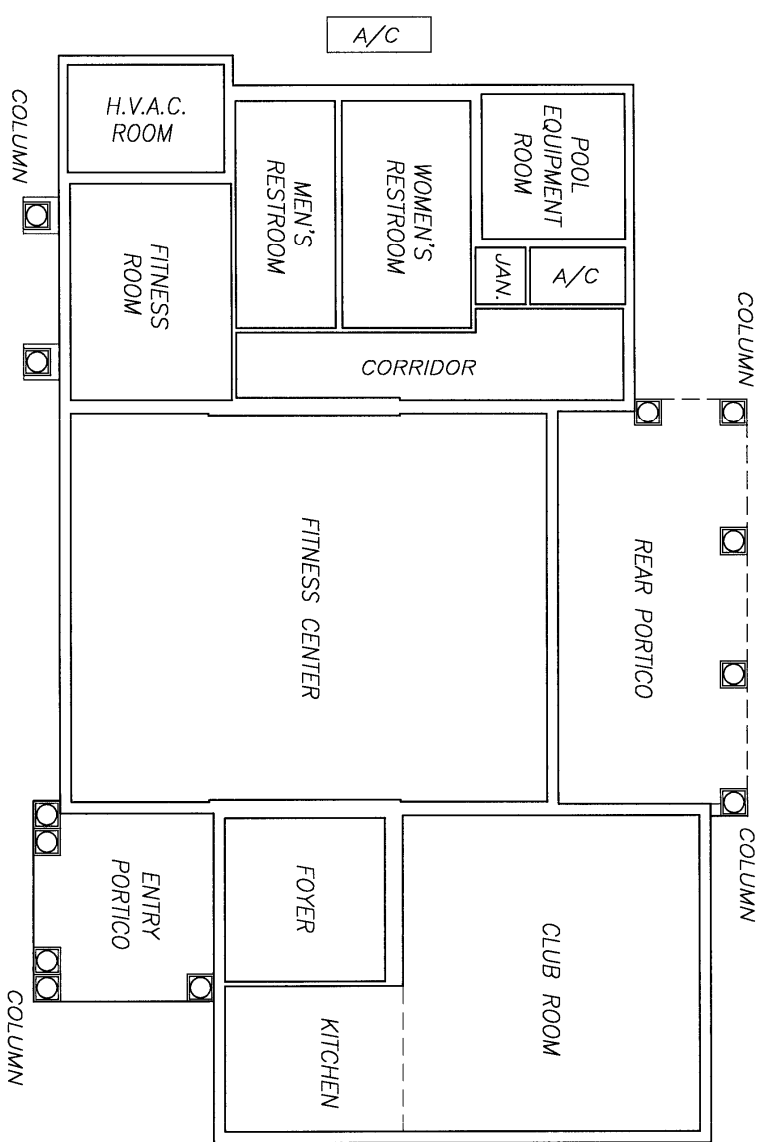 A/C
H.V.A.C.
ROOM
MEN'S
RESTROOM
WOMEN'S
RESTROOM
POOL
EQUIPMENT
ROOM
COLUMN
FITNESS
ROOM
JAN.
A/C
COLUMN
CORRIDOR
FITNESS CENTER
REAR PORTICO
COLUMN
ENTRY
PORTICO
FOYER
CLUB ROOM
KITCHEN
COLUMN